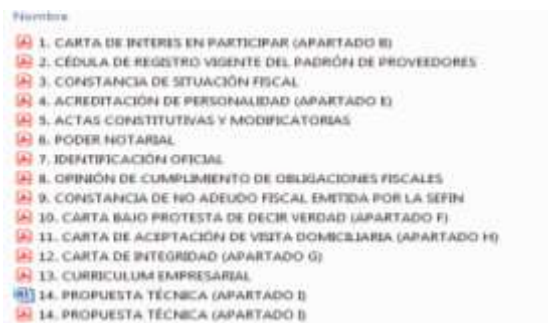 Nombre
1. CARTA DE INTERES EN PARTICIPAR (APARTADO B)
2. CÉDULA DE REGISTRO VIGENTE DEL PADRÓN DE PROVEEDORES
3. CONSTANCIA DE SITUACIÓN FISCAL
4. ACREDITACIÓN DE PERSONALIDAD (APARTADO E)
5. ACTAS CONSTITUTIVAS Y MODIFICATORIAS
6. PODER NOTARIAL
7. IDENTIFICACIÓN OFICIAL
8. OPINIÓN DE CUMPLIMIENTO DE OBLIGACIONES FISCALES
9. CONSTANCIA DE NO ADEUDO FISCAL EMITIDA POR LA SEFIN
10. CARTA BAJO PROTESTA DE DECIR VERDAD (APARTADO F)
11. CARTA DE ACEPTACIÓN DE VISITA DOMICILIARIA (APARTADO H)
12. CARTA DE INTEGRIDAD (APARTADO G)
13. CURRICULUM EMPRESARIAL
14. PROPUESTA TÉCNICA (APARTADO I)
14. PROPUESTA TÉCNICA (APARTADO I)